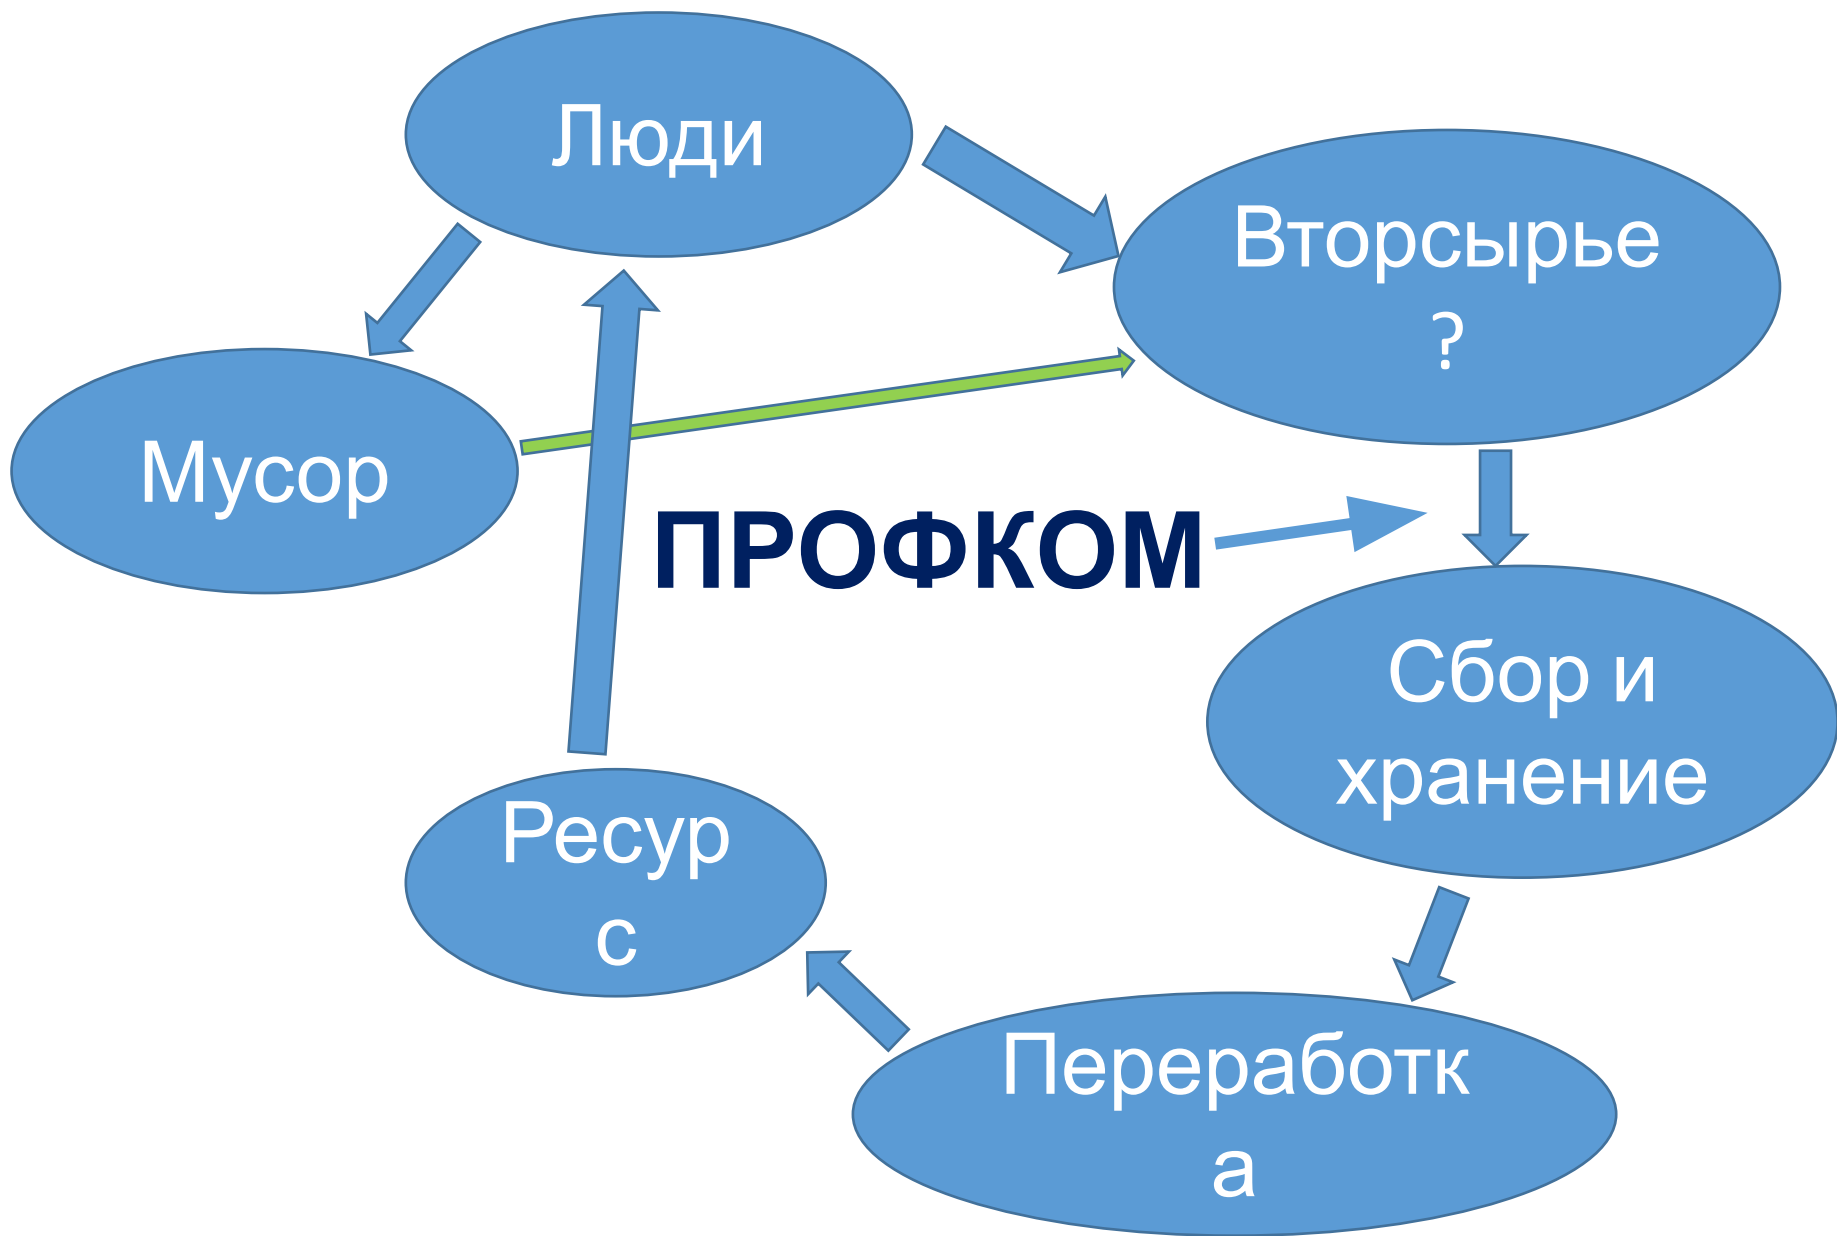 Люди
Вторсырье
?
Мусор
ПРОФКОМ
Сбор и
хранение
Ресур
с
Переработк
а